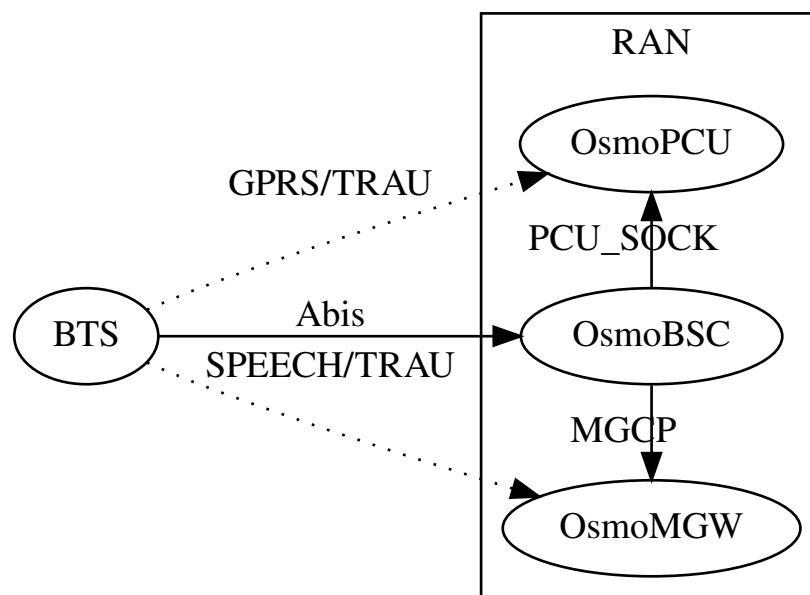 RAN
OsmoPCU
GPRS/TRAU
PCU_SOCK
Abis
BTS
OsmoBSC
SPEECH/TRAU
MGCP
OsmoMGW